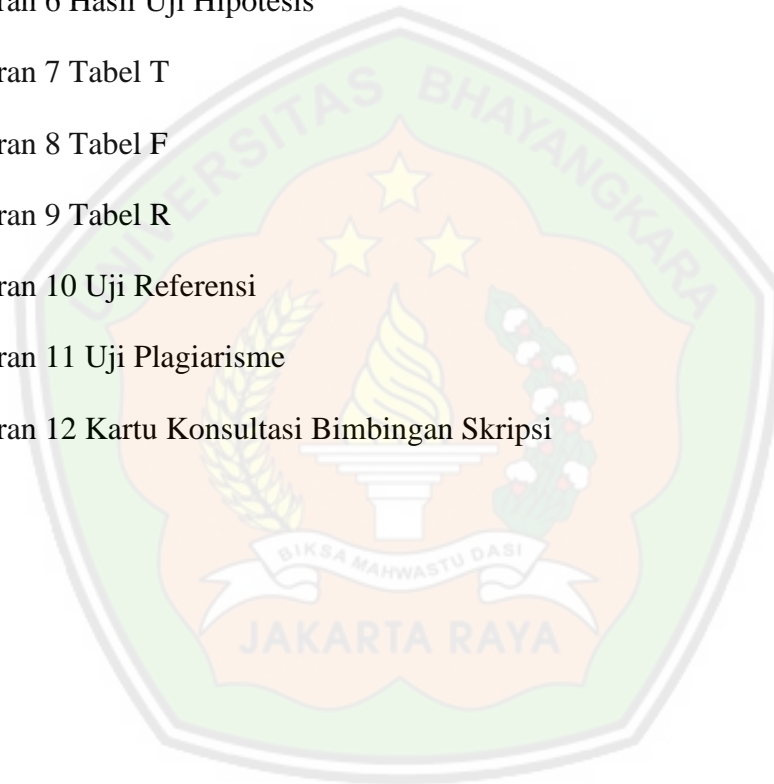 ran 6 Hasil Uji Hipotesis
ran 7 Tabel T
ran 8 Tabel F
ran 9 Tabel R
ran 10 Uji Referensi
ran 11 Uji Plagiarisme
ran 12 Kartu Konsultasi Bimbingan Skripsi
UNIVERSITAS BHAYANGKARA
BIKSA MAHWASTU DASI
JAKARTA RAYA